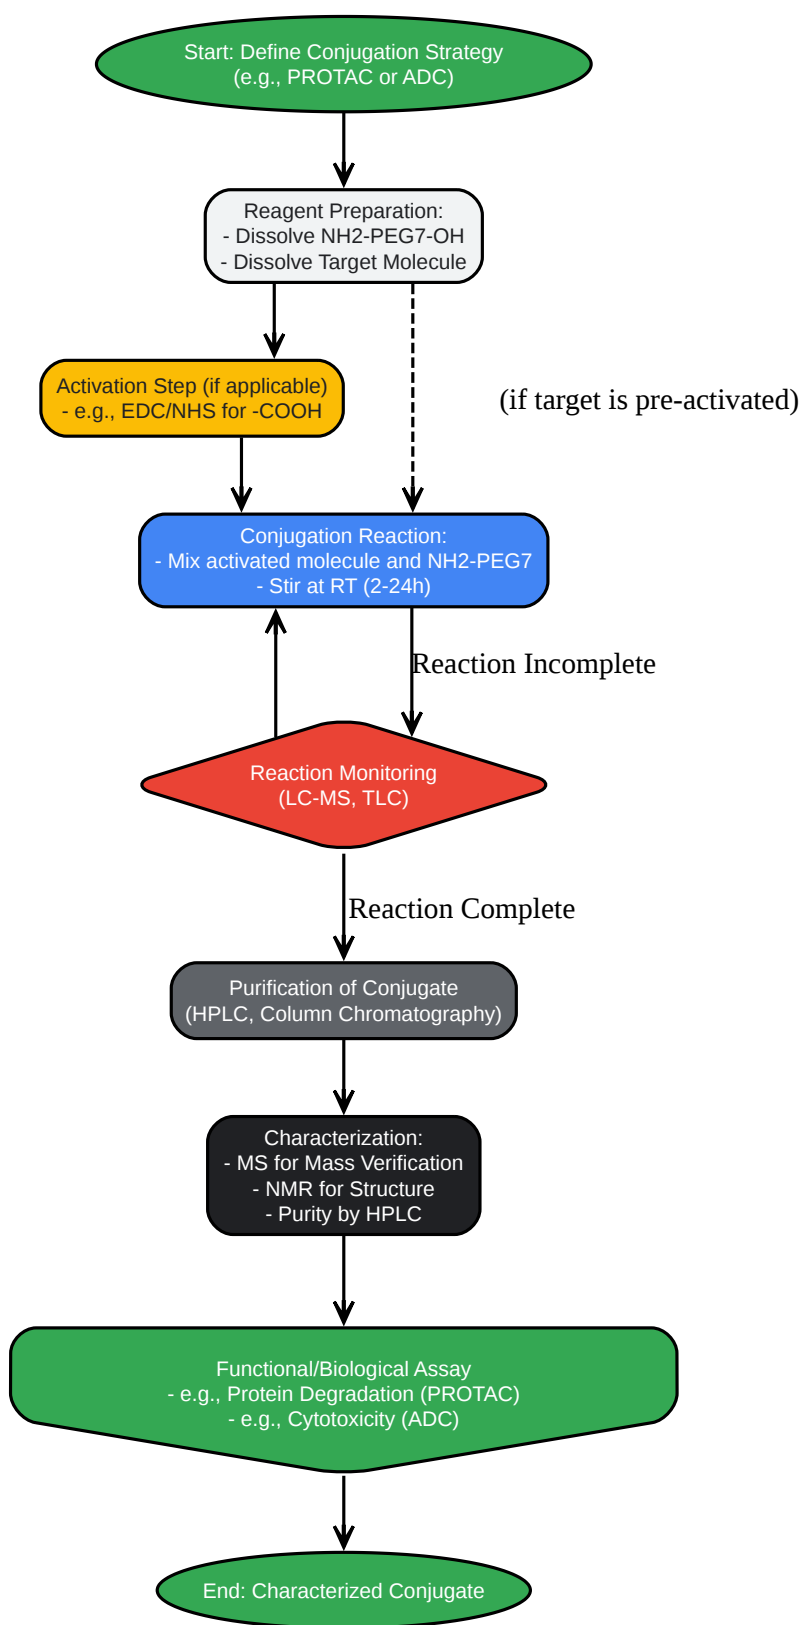 Start: Define Conjugation Strategy
(e.g., PROTAC or ADC)
Reagent Preparation:
- Dissolve NH2-PEG7-OH
- Dissolve Target Molecule
Activation Step (if applicable)
- e.g., EDC/NHS for -COOH
(if target is pre-activated)
Conjugation Reaction:
- Mix activated molecule and NH2-PEG7
- Stir at RT (2-24h)
Reaction Incomplete
Reaction Monitoring
(LC-MS, TLC)
Reaction Complete
Purification of Conjugate
(HPLC, Column Chromatography)
Characterization:
- MS for Mass Verification
- NMR for Structure
- Purity by HPLC
Functional/Biological Assay
- e.g., Protein Degradation (PROTAC)
- e.g., Cytotoxicity (ADC)
End: Characterized Conjugate